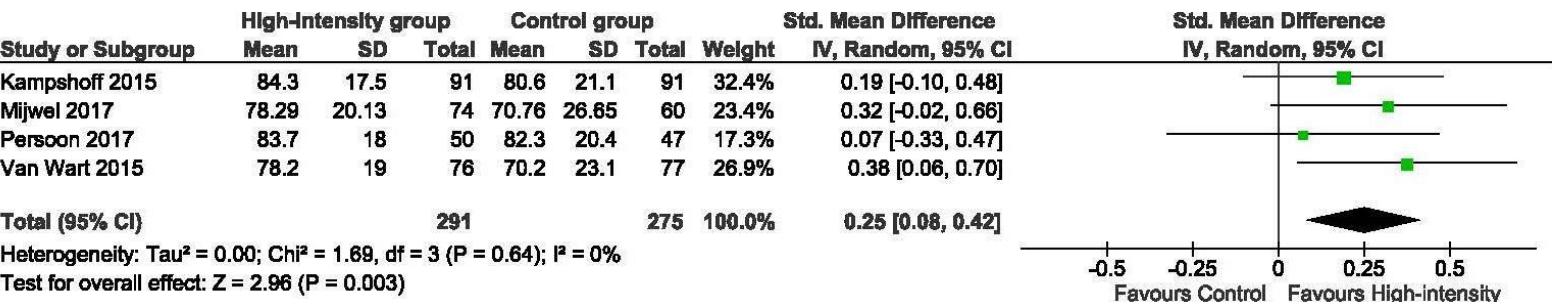 High-Intensity group Control group Std. Mean Difference Std. Mean Difference
Study or Subgroup Mean SD Total Mean SD Total Weight IV, Random, 95% CI IV, Random, 95% CI
Kampshoff 2015 84.3 17.5 91 80.6 21.1 91 32.4% 0.19 [-0.10, 0.48]
Mijwel 2017 78.29 20.13 74 70.76 26.65 60 23.4% 0.32 [-0.02, 0.66]
Persoon 2017 83.7 18 50 82.3 20.4 47 17.3% 0.07 [-0.33, 0.47]
Van Wart 2015 78.2 19 76 70.2 23.1 77 26.9% 0.38 [0.06, 0.70]
Total (95% CI) 291 275 100.0% 0.25 [0.08, 0.42]
Heterogeneity: Tau² = 0.00; Chi² = 1.69, df = 3 (P = 0.64); I² = 0%
Test for overall effect: Z = 2.96 (P = 0.003)
-0.5 -0.25 0 0.25 0.5
Favours Control Favours High-intensity